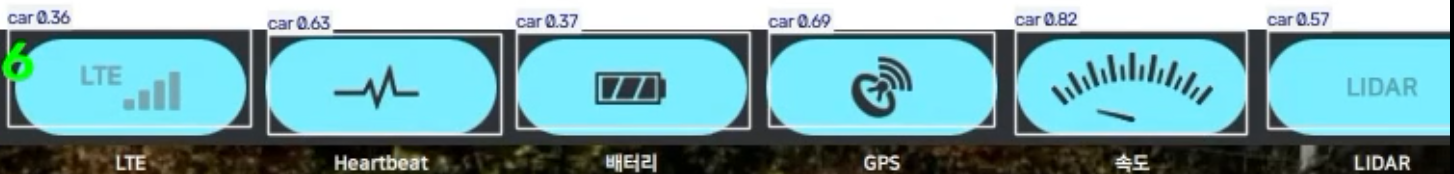 car 0.36 car 0.63 car 0.37 car 0.69 car 0.82 car 0.57
6
LTE LIDAR
LTE Heartbeat 배터리 GPS 속도 LIDAR